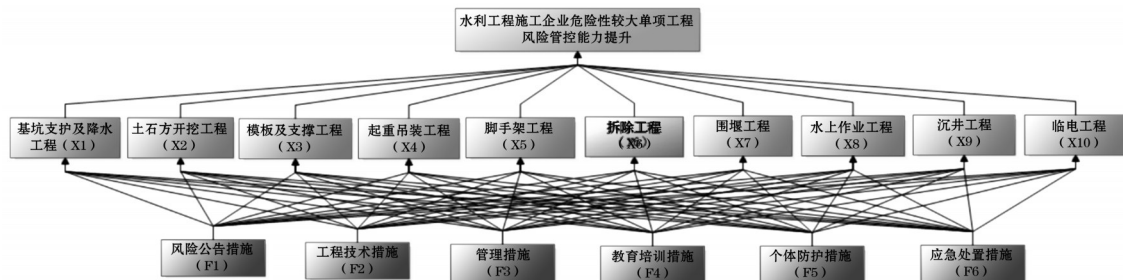 水利工程施工企业危险性较大单项工程
风险管控能力提升
基坑支护及降水
工程（X1）
土石方开挖工程
（X2）
模板及支撑工程
（X3）
起重吊装工程
（X4）
脚手架工程
（X5）
拆除工程
（X6）
围堰工程
（X7）
水上作业工程
（X8）
沉井工程
（X9）
临电工程
（X10）
风险公告措施
（F1）
工程技术措施
（F2）
管理措施
（F3）
教育培训措施
（F4）
个体防护措施
（F5）
应急处置措施
（F6）